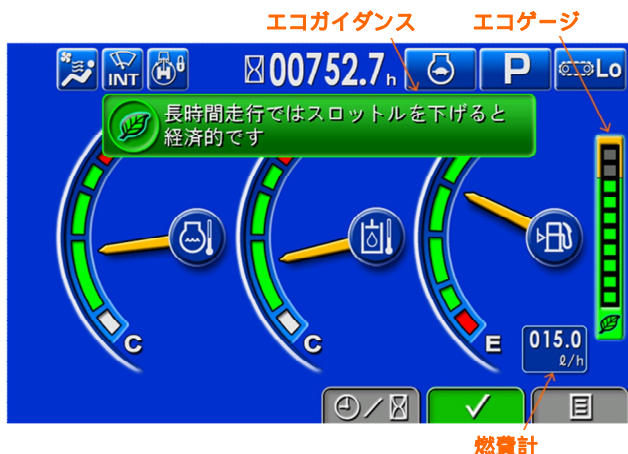 エコガイダンス エコゲージ
INT 00752.7h P Lo
長時間走行ではスロットルを下げると
経済的です
C C E 015.0
ℓ/h
燃費計